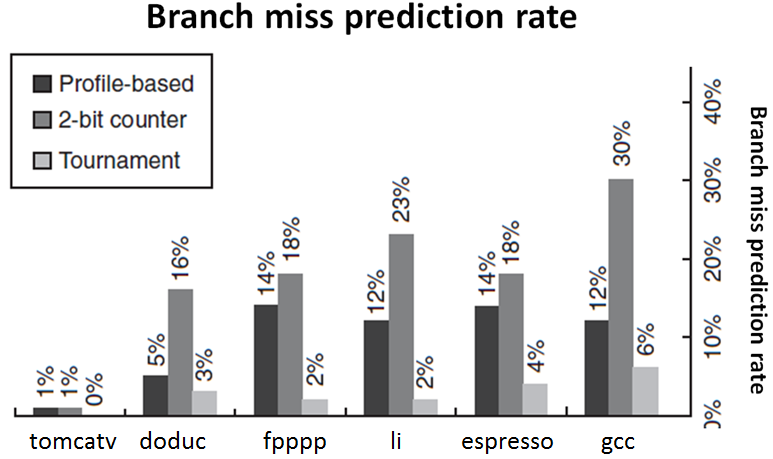 Branch miss prediction rate
Profile-based
2-bit counter
Tournament
40%
30%
20%
10%
0%
Branch miss prediction rate
1%
1%
0%
5%
16%
3%
14%
18%
2%
12%
23%
2%
14%
18%
4%
12%
30%
6%
tomcatv
doduc
fpppp
li
espresso
gcc